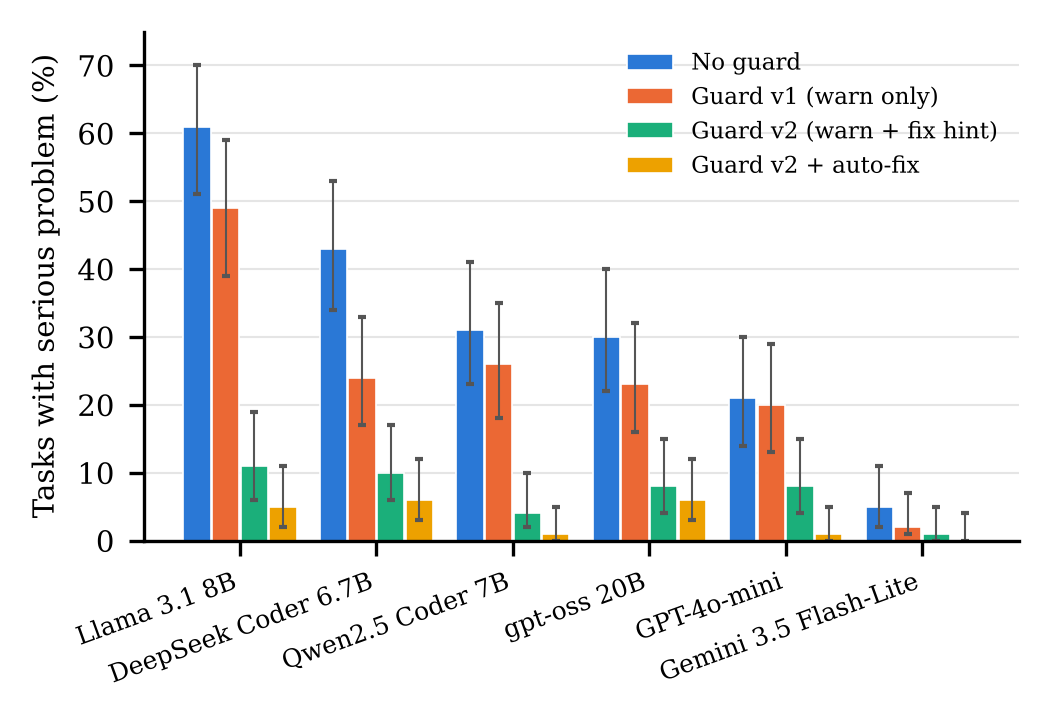 Tasks with serious problem (%)
70
60
50
40
30
20
10
0
No guard
Guard v1 (warn only)
Guard v2 (warn + fix hint)
Guard v2 + auto-fix
Llama 3.1 8B
DeepSeek Coder 6.7B
Qwen2.5 Coder 7B
gpt-oss 20B
GPT-4o-mini
Gemini 3.5 Flash-Lite